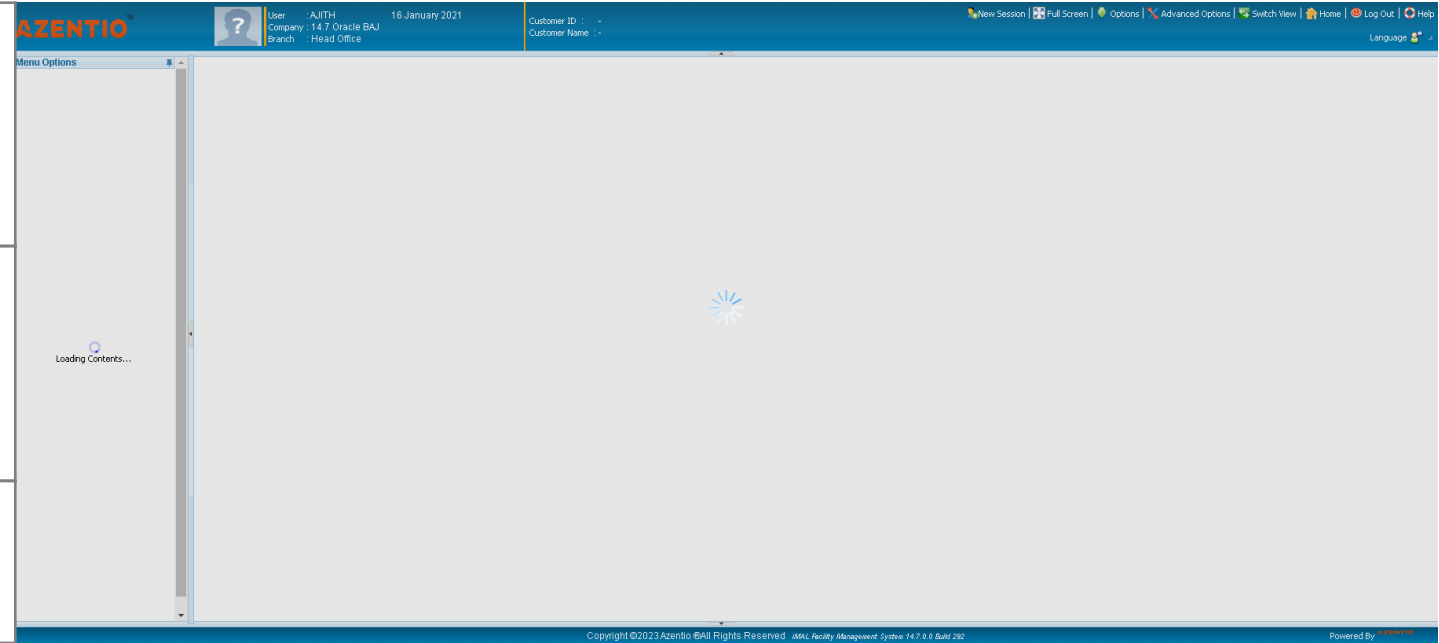 AZENTIO™
User : AJITH 16 January 2021
Company : 14.7 Oracle BAJ
Branch : Head Office
Customer ID : -
Customer Name : -
New Session | Full Screen | Options | Advanced Options | Switch View | Home | Log Out | Help
Language
Menu Options
?
Loading Contents...
Copyright ©2023 Azentio ®All Rights Reserved iMAL Facility Management System 14.7.0.0 Build 292
Powered By AZENTIO